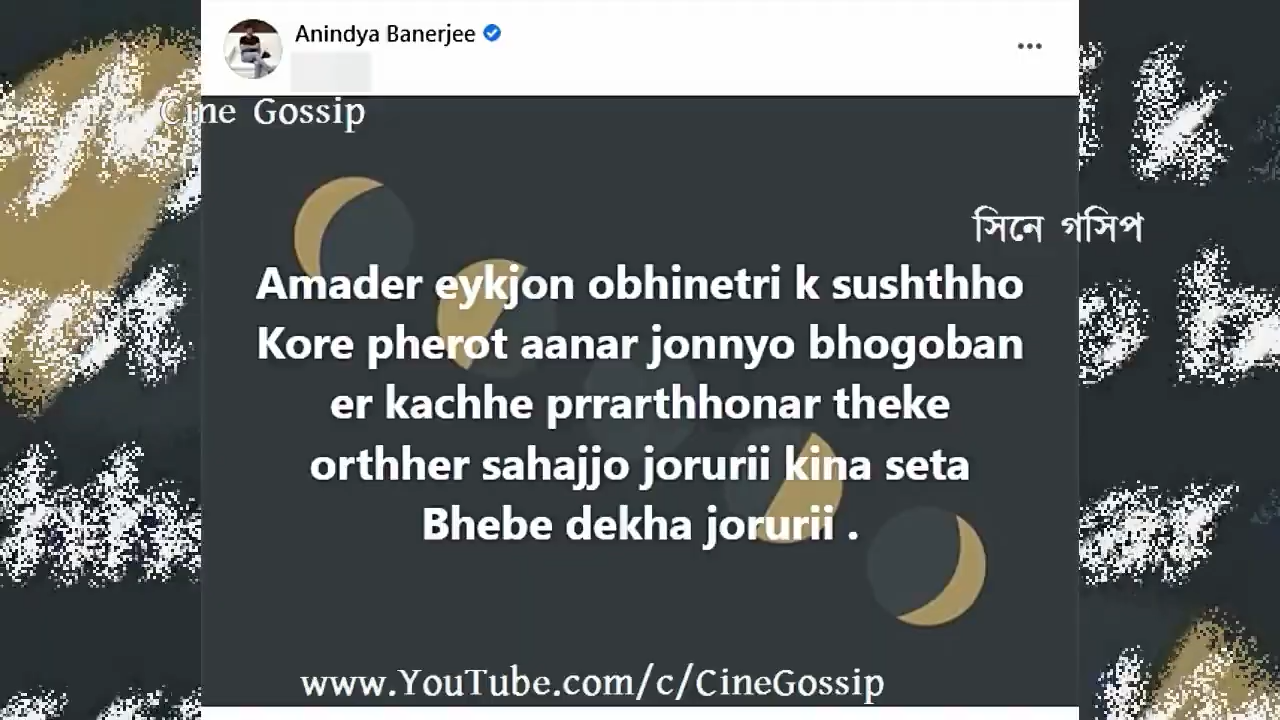 Anindya Banerjee
Cine Gossip
সিনে গসিপ
Amader eykjon obhinetri k sushthho
Kore pherot aanar jonnyo bhogoban
er kachhe prrarthhonar theke
orthher sahajjo jorurii kina seta
Bhebe dekha jorurii .
www.YouTube.com/c/CineGossip